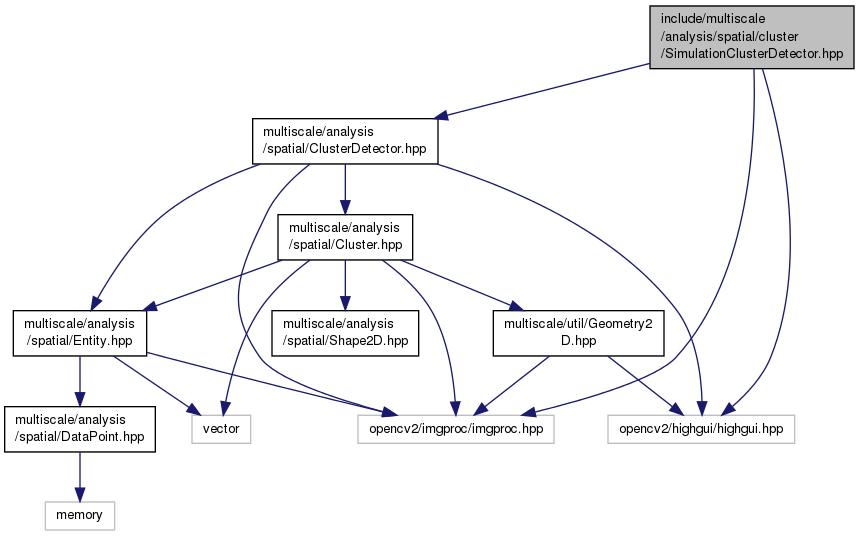 include/multiscale
/analysis/spatial/cluster
/SimulationClusterDetector.hpp
multiscale/analysis
/spatial/ClusterDetector.hpp
multiscale/analysis
/spatial/Cluster.hpp
multiscale/analysis
/spatial/Entity.hpp
multiscale/analysis
/spatial/Shape2D.hpp
multiscale/util/Geometry2
D.hpp
multiscale/analysis
/spatial/DataPoint.hpp
vector
opencv2/imgproc/imgproc.hpp
opencv2/highgui/highgui.hpp
memory